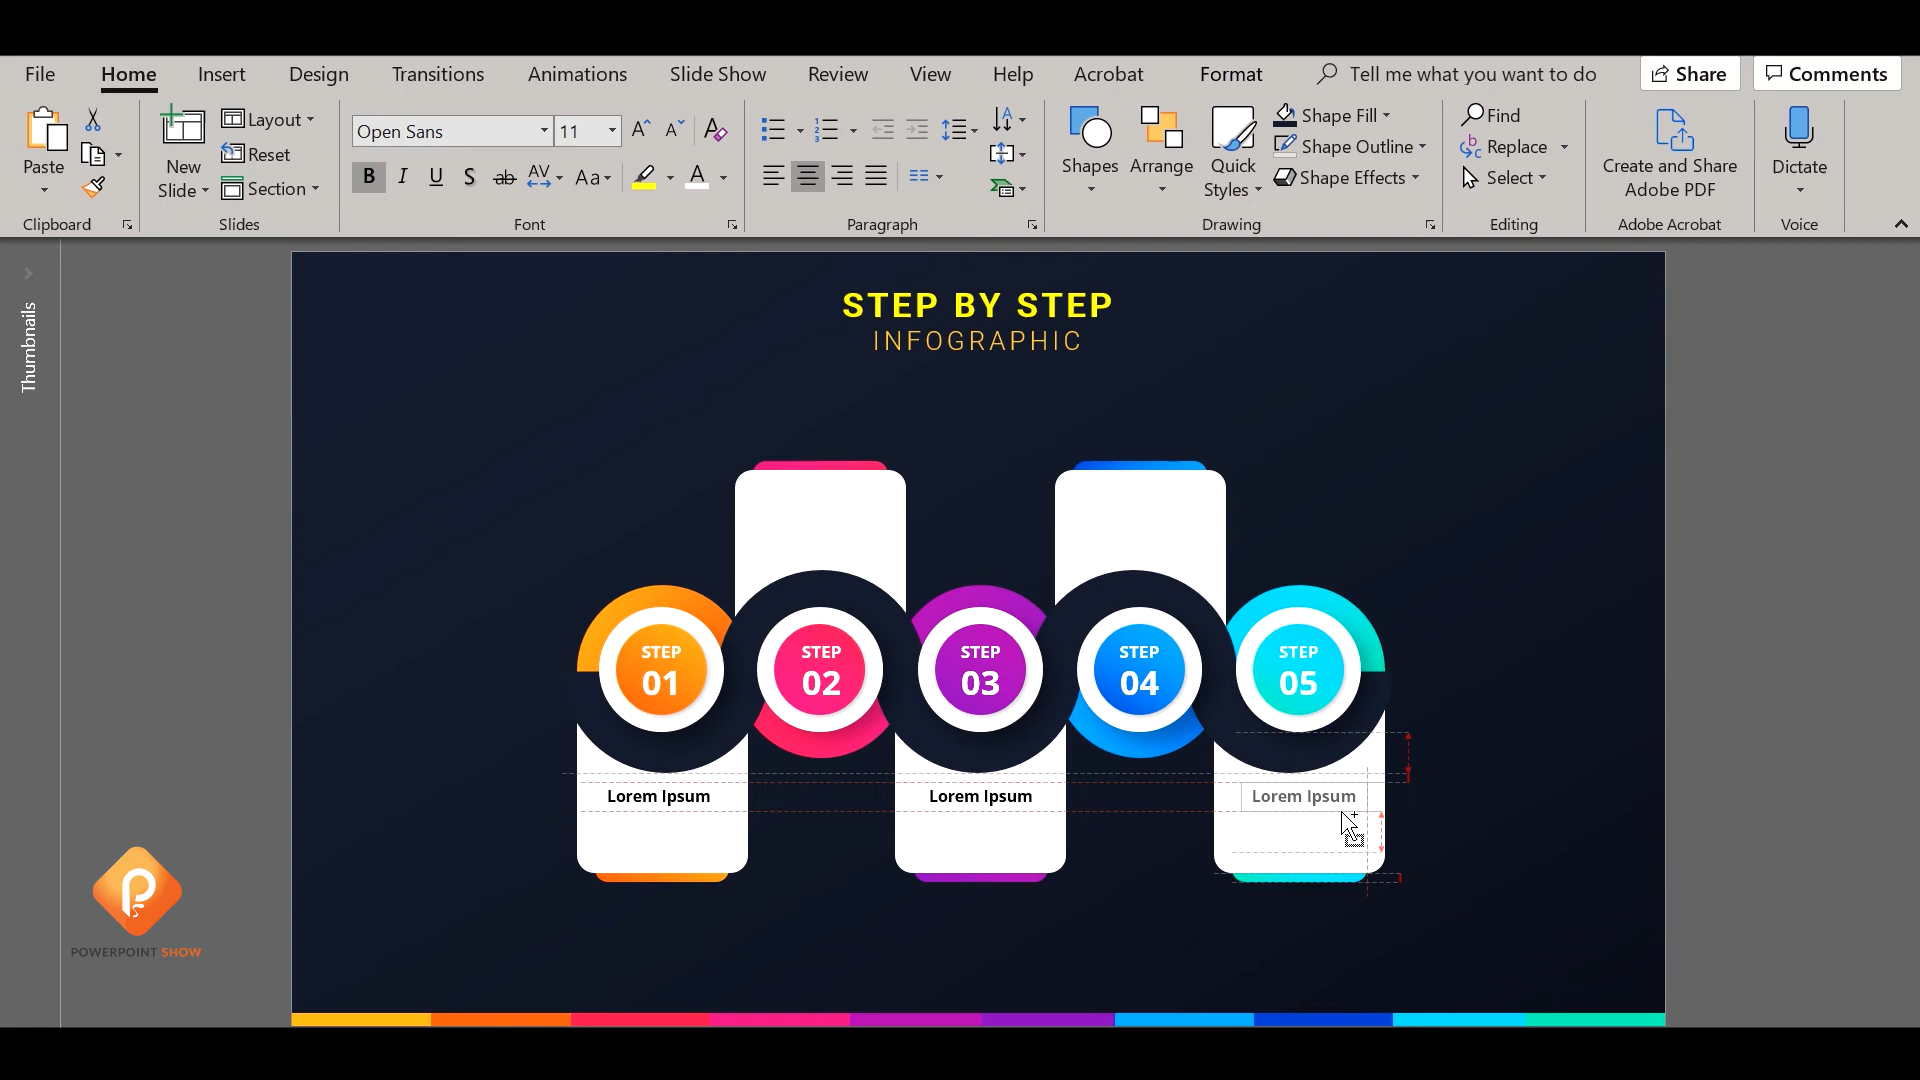 File Home Insert Design Transitions Animations Slide Show Review View Help Acrobat Format Tell me what you want to do Share Comments
Paste
Clipboard
New Slide
Layout
Reset
Section
Slides
Open Sans 11
B I U S ab AV Aa A
Font
Paragraph
Shapes
Arrange
Quick Styles
Shape Fill
Shape Outline
Shape Effects
Drawing
Find
Replace
Select
Editing
Create and Share Adobe PDF
Adobe Acrobat
Dictate
Voice
Thumbnails
STEP BY STEP
INFOGRAPHIC
STEP 01
STEP 02
STEP 03
STEP 04
STEP 05
Lorem Ipsum Lorem Ipsum Lorem Ipsum
POWERPOINT SHOW